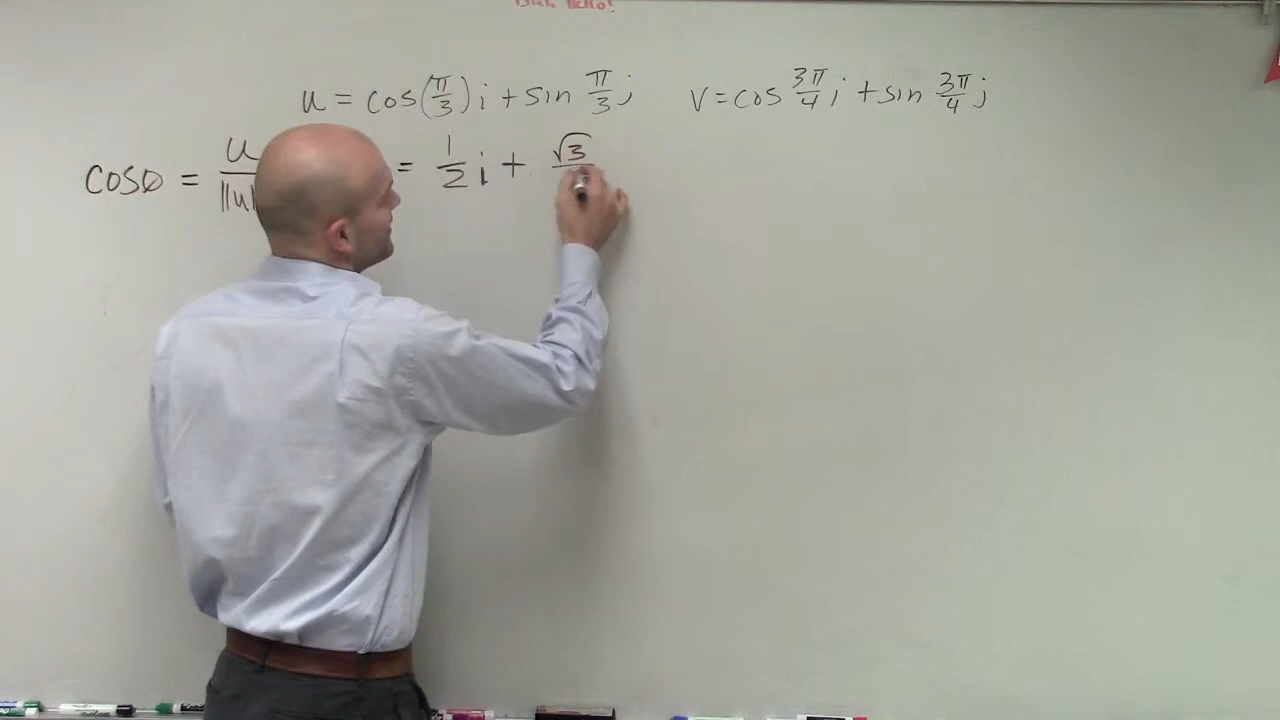 u = cos(π/3) i + sin π/3 j    v = cos 3π/4 i + sin 3π/4 j
cosθ = u / ||u|| = 1/2 i + √3